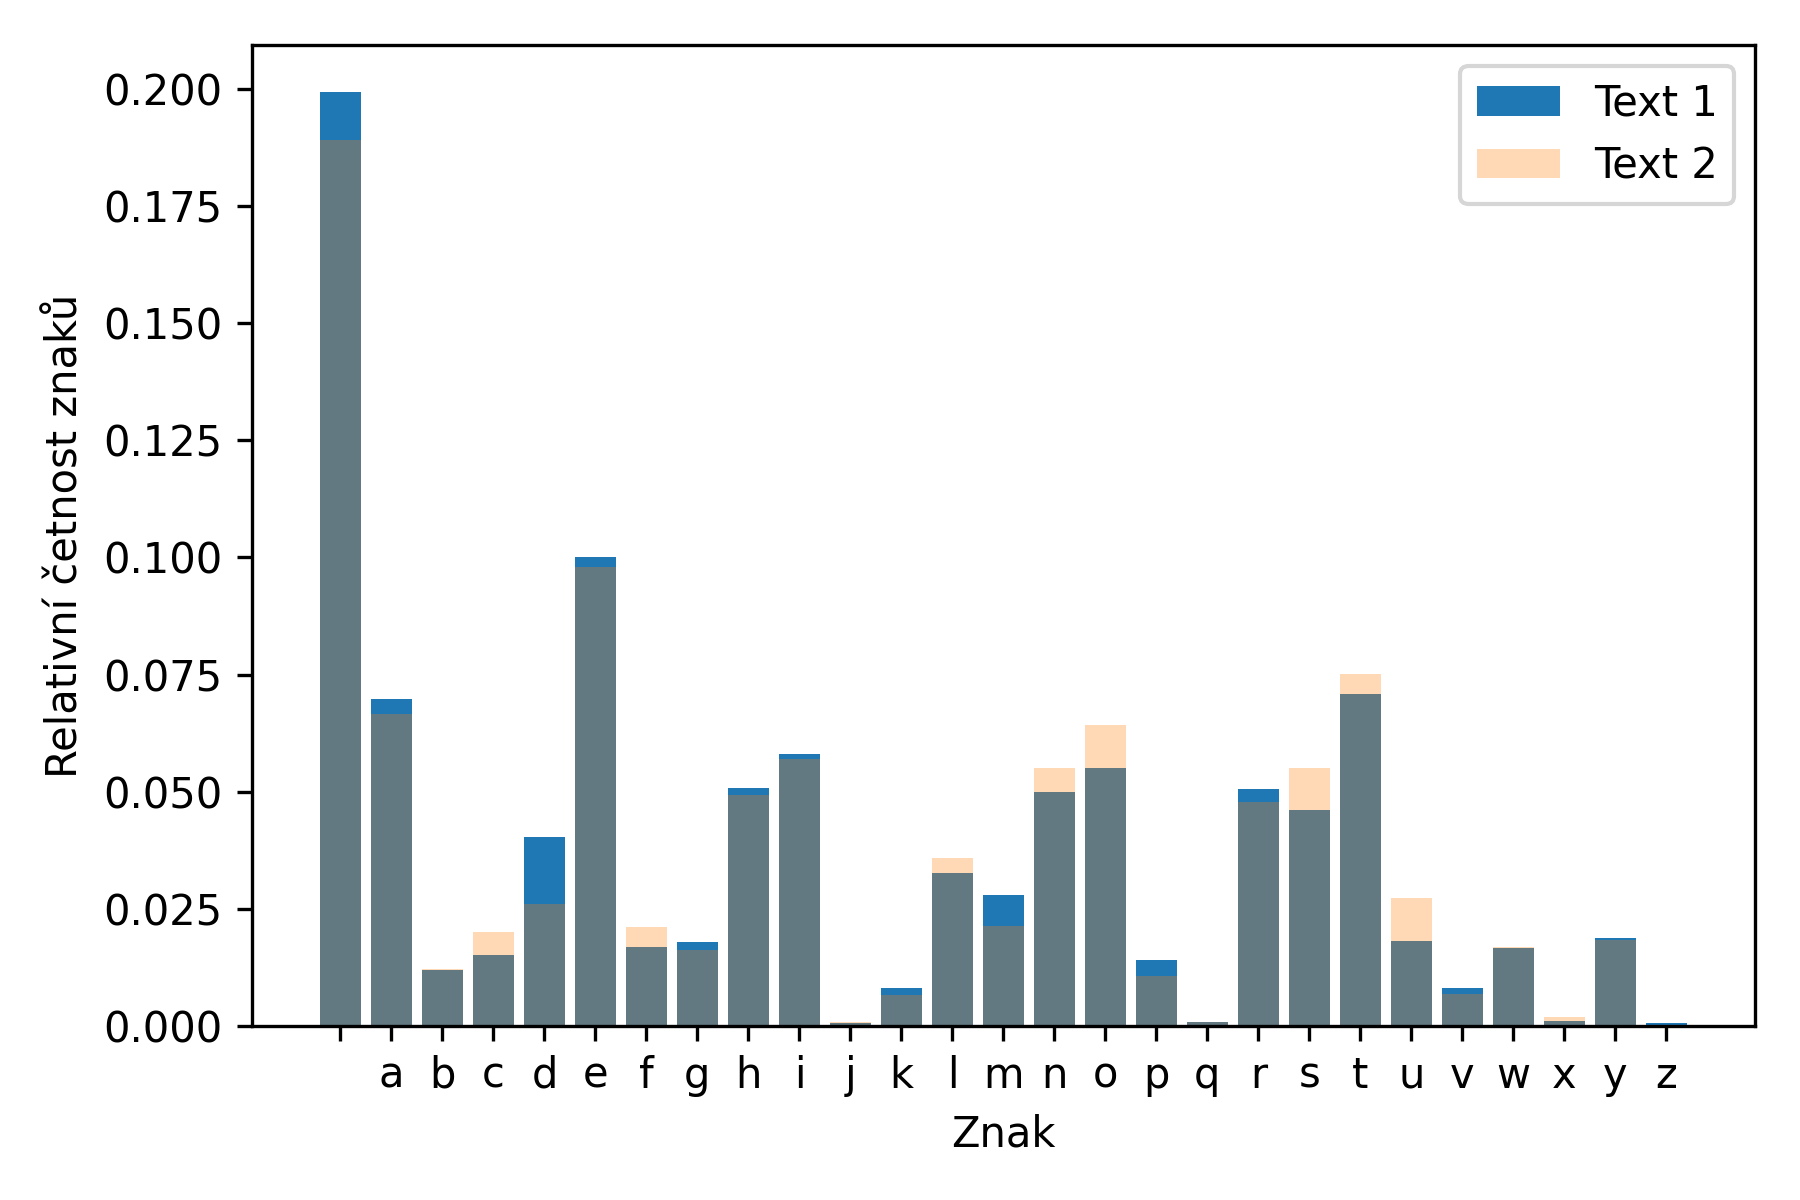 Text 1
Text 2
Relativní četnost znaků
0.200
0.175
0.150
0.125
0.100
0.075
0.050
0.025
0.000
a b c d e f g h i j k l m n o p q r s t u v w x y z
Znak